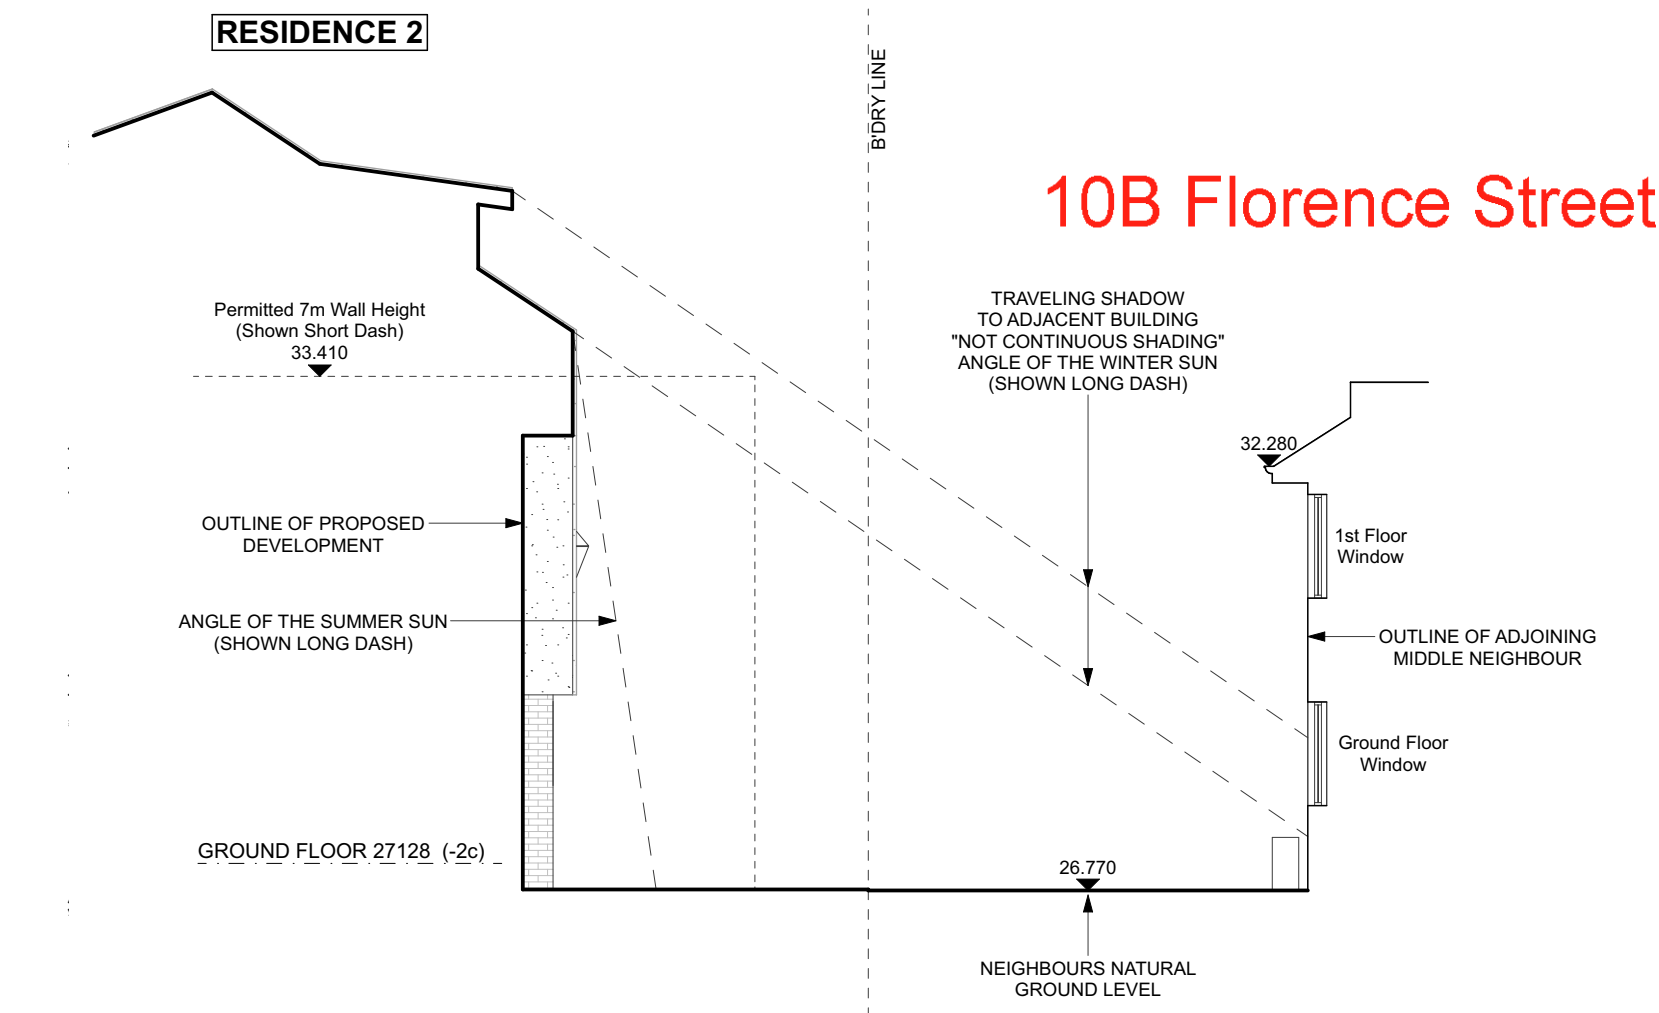 RESIDENCE 2
B'DRY LINE
10B Florence Street
Permitted 7m Wall Height
(Shown Short Dash)
33.410
TRAVELING SHADOW
TO ADJACENT BUILDING
"NOT CONTINUOUS SHADING"
ANGLE OF THE WINTER SUN
(SHOWN LONG DASH)
32.280
OUTLINE OF PROPOSED
DEVELOPMENT
1st Floor
Window
ANGLE OF THE SUMMER SUN
(SHOWN LONG DASH)
OUTLINE OF ADJOINING
MIDDLE NEIGHBOUR
Ground Floor
Window
GROUND FLOOR 27128 (-2c)
26.770
NEIGHBOURS NATURAL
GROUND LEVEL